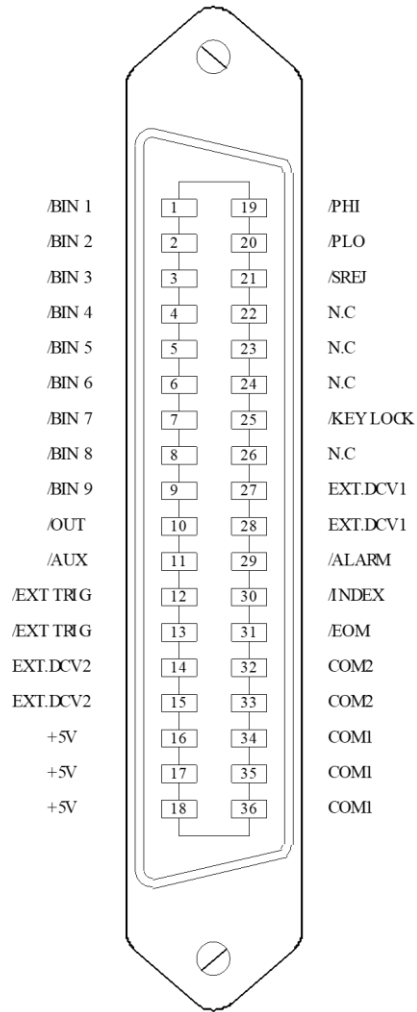 /BIN 1 1 19 /PHI
/BIN 2 2 20 /PLO
/BIN 3 3 21 /SREJ
/BIN 4 4 22 N.C
/BIN 5 5 23 N.C
/BIN 6 6 24 N.C
/BIN 7 7 25 /KEY LOCK
/BIN 8 8 26 N.C
/BIN 9 9 27 EXT.DCV1
/OUT 10 28 EXT.DCV1
/AUX 11 29 /ALARM
/EXT TRIG 12 30 /INDEX
/EXT TRIG 13 31 /EOM
EXT.DCV2 14 32 COM2
EXT.DCV2 15 33 COM2
+5V 16 34 COM1
+5V 17 35 COM1
+5V 18 36 COM1